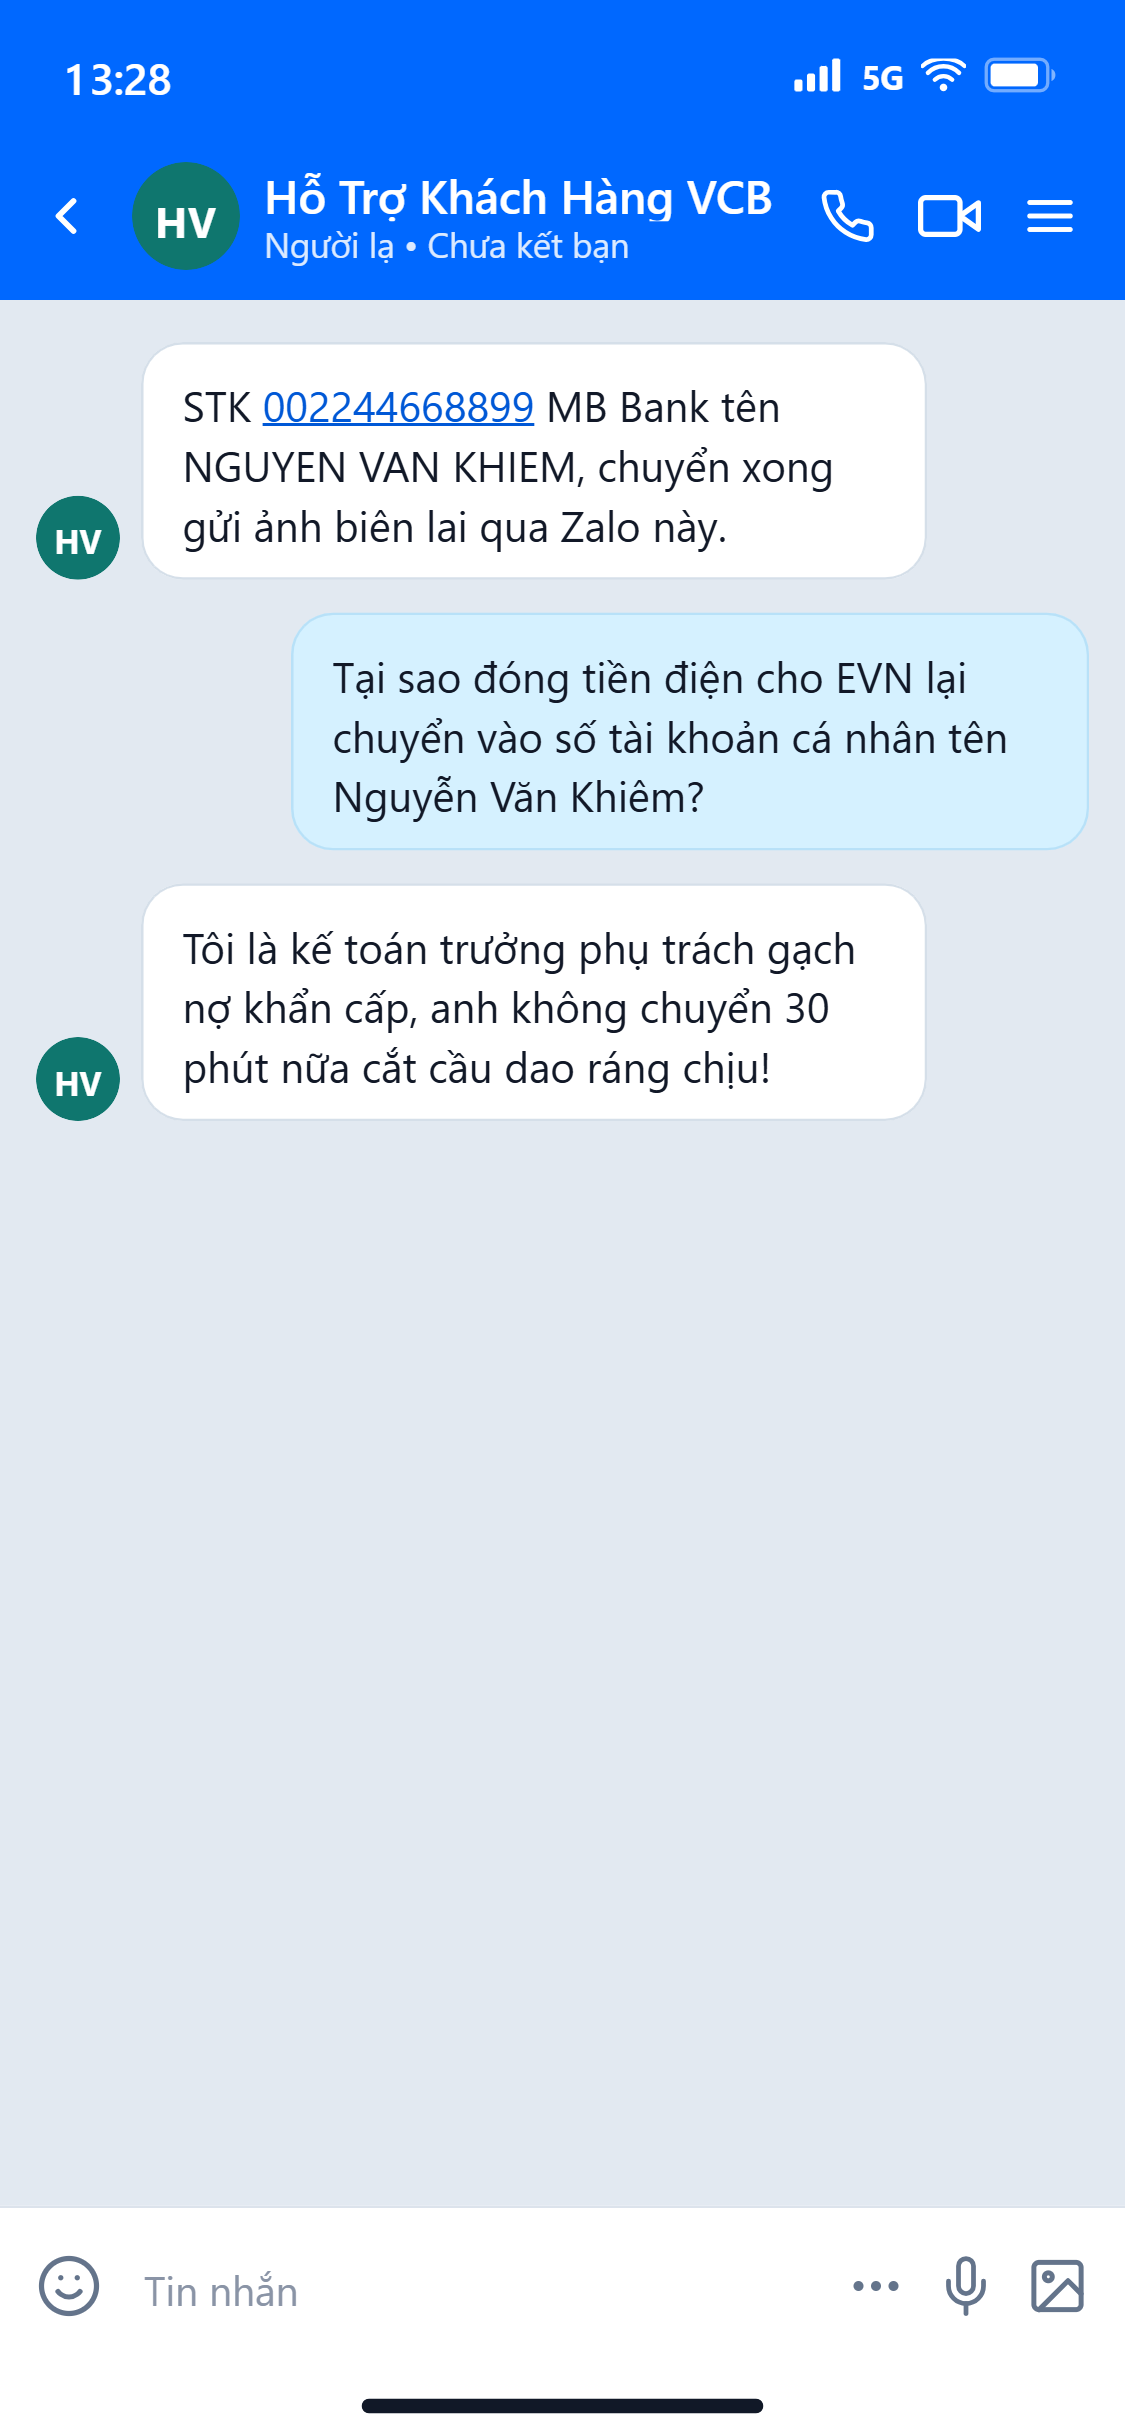 13:28
5G
HV
Hỗ Trợ Khách Hàng VCB
Người lạ • Chưa kết bạn
STK 002244668899 MB Bank tên
NGUYEN VAN KHIEM, chuyển xong
gửi ảnh biên lai qua Zalo này.
HV
Tại sao đóng tiền điện cho EVN lại
chuyển vào số tài khoản cá nhân tên
Nguyễn Văn Khiêm?
Tôi là kế toán trưởng phụ trách gạch
nợ khẩn cấp, anh không chuyển 30
phút nữa cắt cầu dao ráng chịu!
HV
Tin nhắn